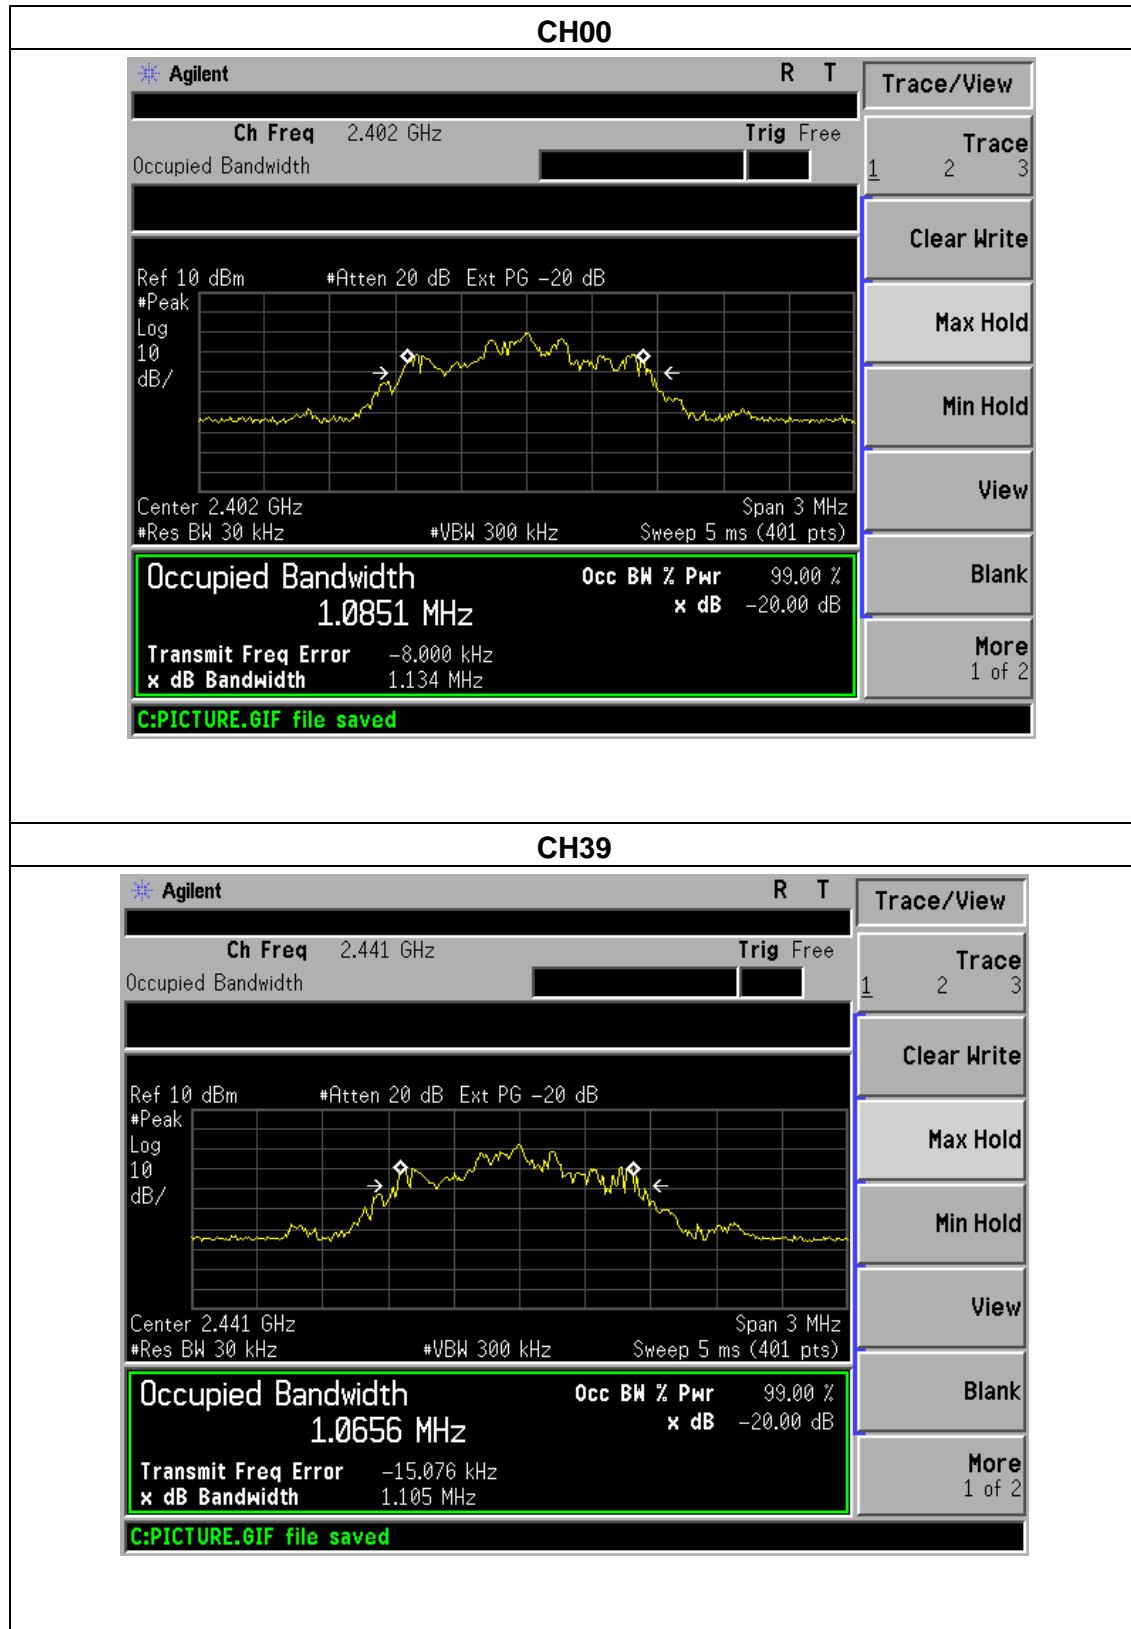 CH00
Agilent R T
Trace/View
Ch Freq 2.402 GHz Trig Free
Occupied Bandwidth
Trace
1 2 3
Clear Write
Max Hold
Min Hold
View
Blank
More
1 of 2
Ref 10 dBm #Atten 20 dB Ext PG -20 dB
#Peak
Log
10
dB/
Center 2.402 GHz Span 3 MHz
#Res BW 30 kHz #VBW 300 kHz Sweep 5 ms (401 pts)
Occupied Bandwidth Occ BW % Pwr 99.00 %
1.0851 MHz x dB -20.00 dB
Transmit Freq Error -8.000 kHz
x dB Bandwidth 1.134 MHz
C:PICTURE.GIF file saved
CH39
Agilent R T
Trace/View
Ch Freq 2.441 GHz Trig Free
Occupied Bandwidth
Trace
1 2 3
Clear Write
Max Hold
Min Hold
View
Blank
More
1 of 2
Ref 10 dBm #Atten 20 dB Ext PG -20 dB
#Peak
Log
10
dB/
Center 2.441 GHz Span 3 MHz
#Res BW 30 kHz #VBW 300 kHz Sweep 5 ms (401 pts)
Occupied Bandwidth Occ BW % Pwr 99.00 %
1.0656 MHz x dB -20.00 dB
Transmit Freq Error -15.076 kHz
x dB Bandwidth 1.105 MHz
C:PICTURE.GIF file saved